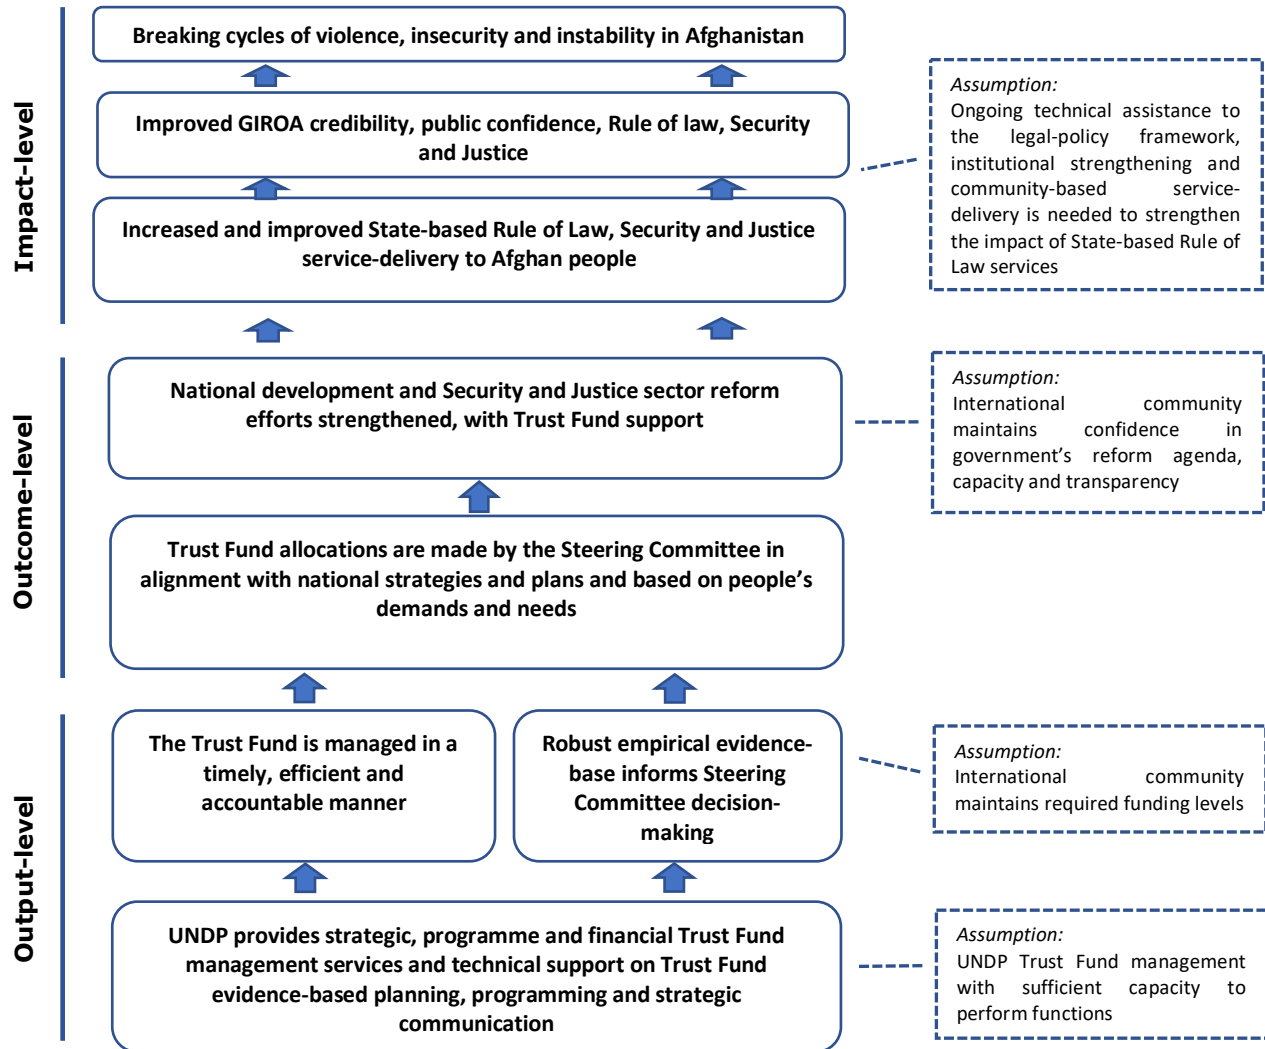 Impact-level
Breaking cycles of violence, insecurity and instability in Afghanistan
Improved GIROA credibility, public confidence, Rule of law, Security
and Justice
Increased and improved State-based Rule of Law, Security and Justice
service-delivery to Afghan people
Assumption:
Ongoing technical assistance to
the legal-policy framework,
institutional strengthening and
community-based service-
delivery is needed to strengthen
the impact of State-based Rule of
Law services
Outcome-level
National development and Security and Justice sector reform
efforts strengthened, with Trust Fund support
Assumption:
International community
maintains confidence in
government’s reform agenda,
capacity and transparency
Trust Fund allocations are made by the Steering Committee in
alignment with national strategies and plans and based on people’s
demands and needs
Output-level
The Trust Fund is managed in a
timely, efficient and
accountable manner
Robust empirical evidence-
base informs Steering
Committee decision-
making
Assumption:
International community
maintains required funding levels
UNDP provides strategic, programme and financial Trust Fund
management services and technical support on Trust Fund
evidence-based planning, programming and strategic
communication
Assumption:
UNDP Trust Fund management
with sufficient capacity to
perform functions